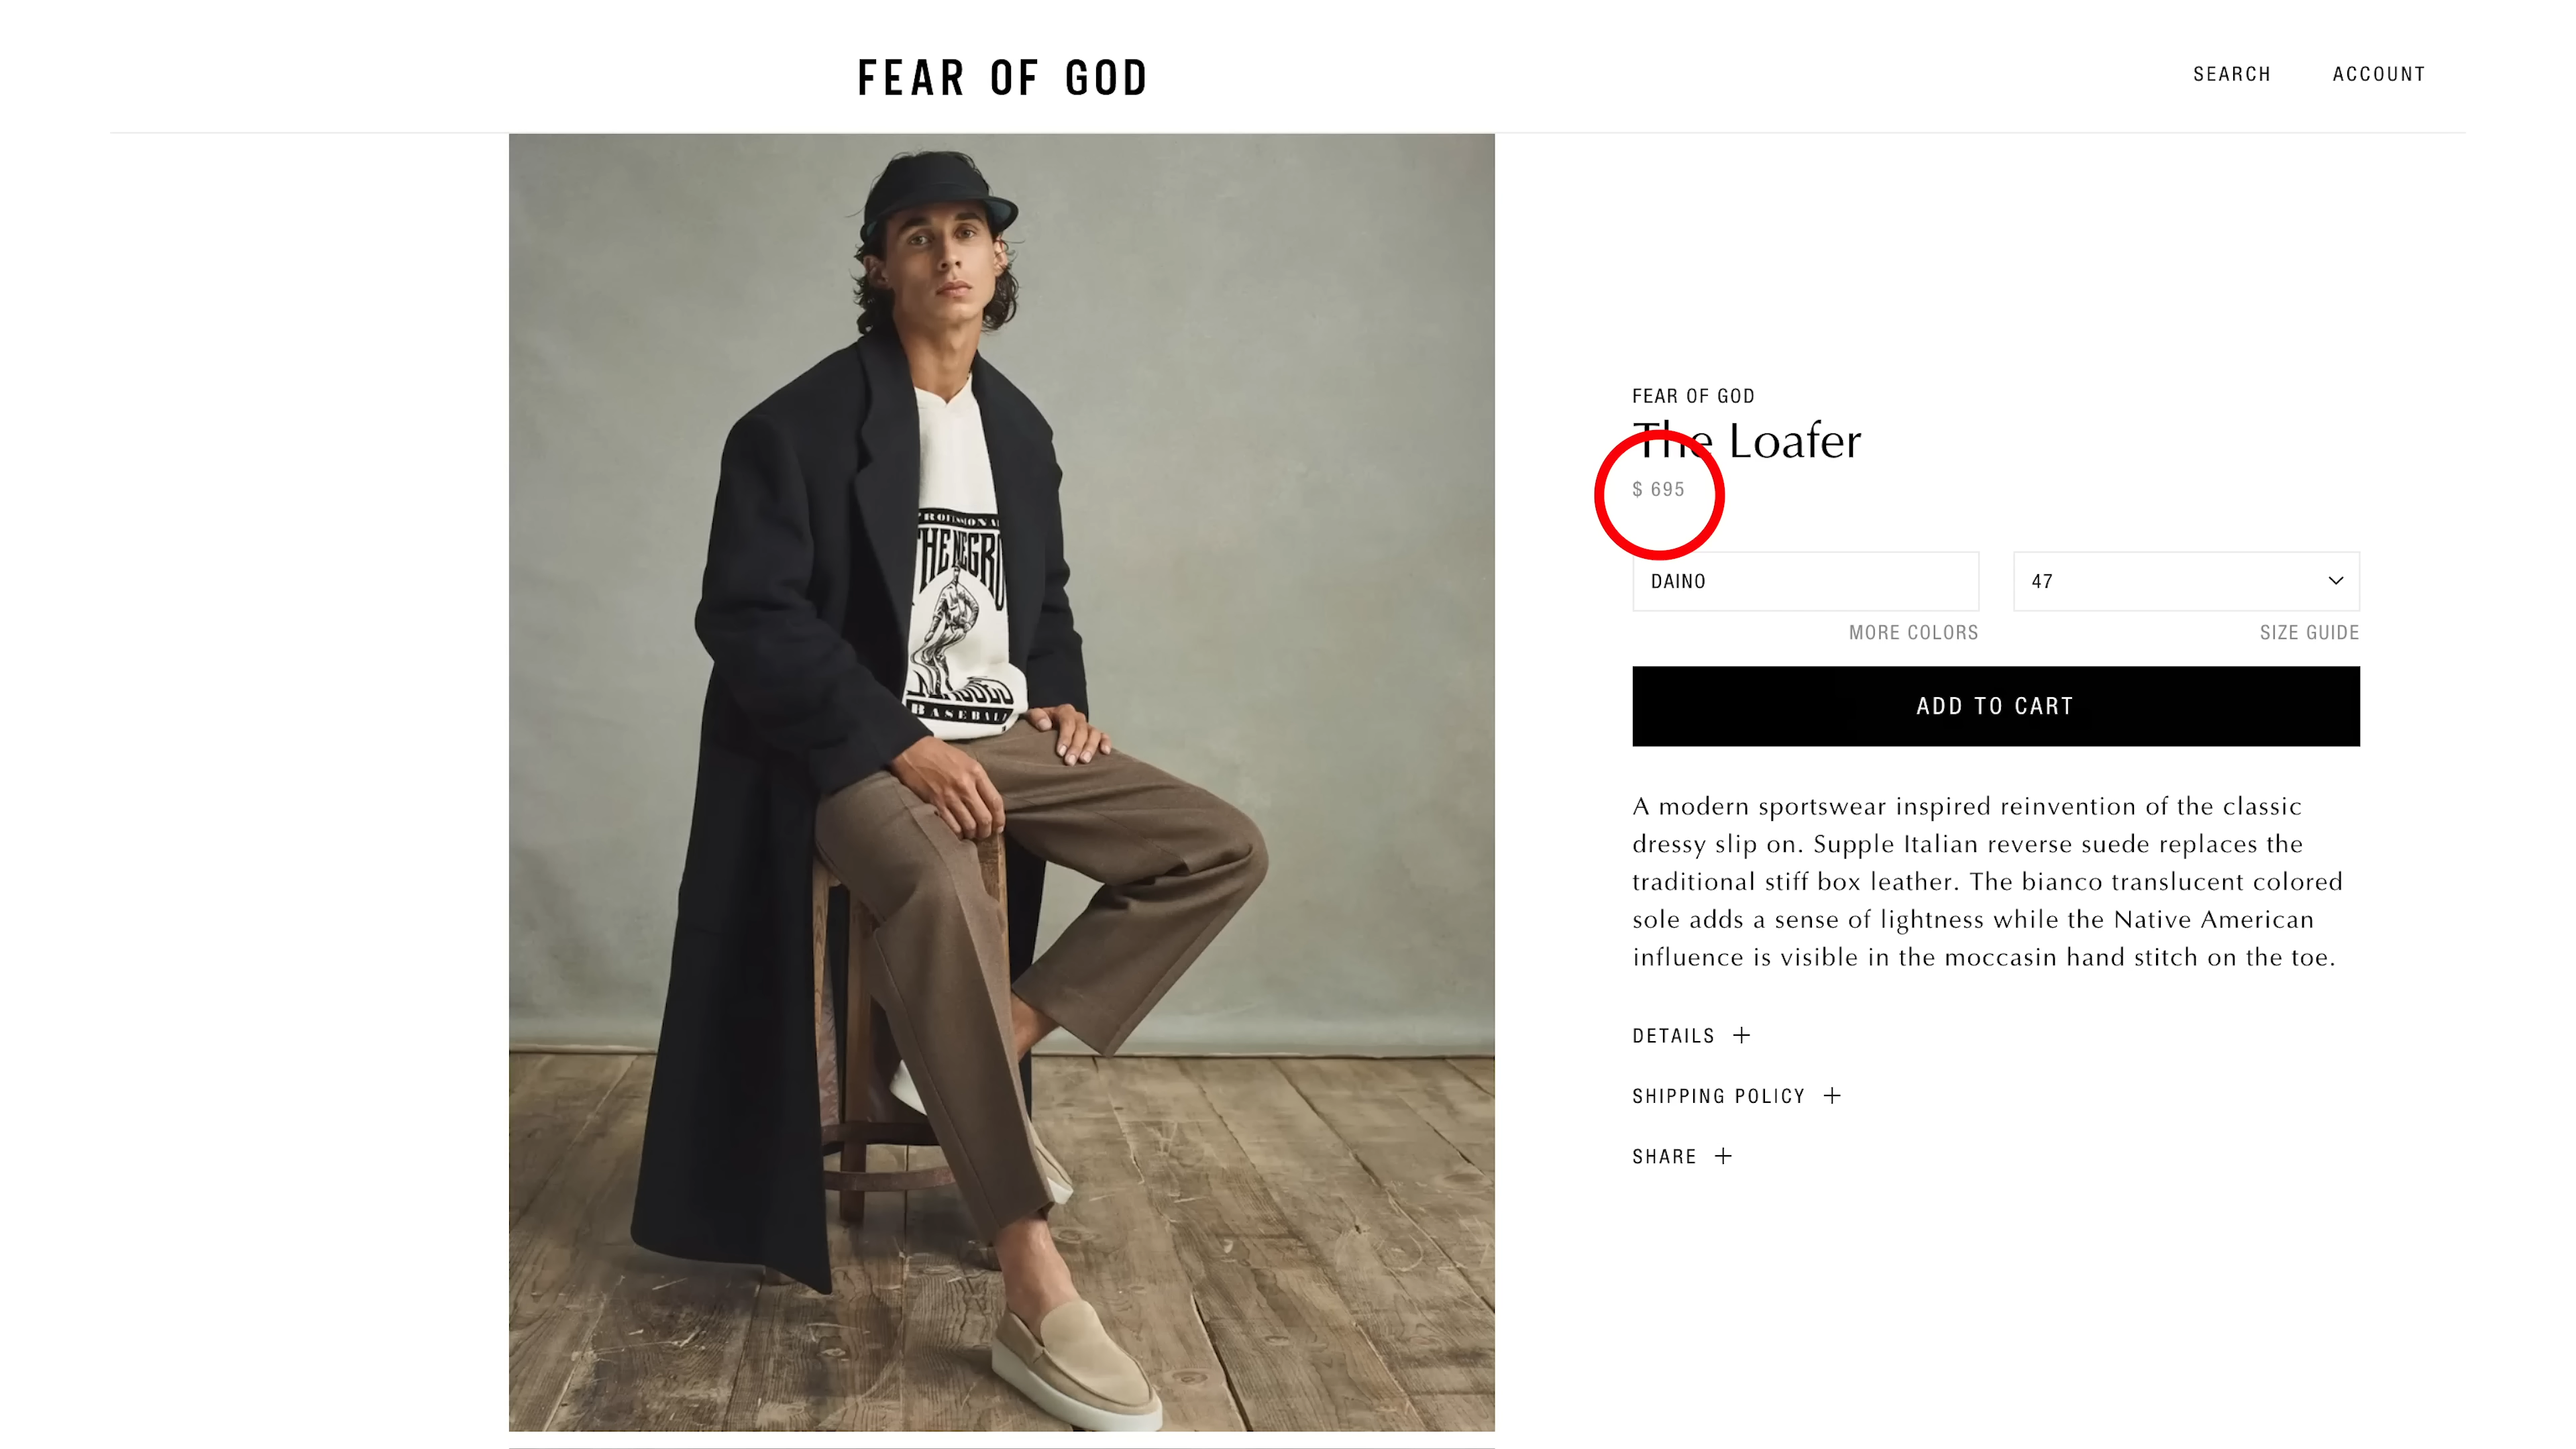 FEAR OF GOD
SEARCH
ACCOUNT
THE NEGRO
BASEBALL
FEAR OF GOD
The Loafer
$ 695
DAINO
47
MORE COLORS
SIZE GUIDE
ADD TO CART
A modern sportswear inspired reinvention of the classic
dressy slip on. Supple Italian reverse suede replaces the
traditional stiff box leather. The bianco translucent colored
sole adds a sense of lightness while the Native American
influence is visible in the moccasin hand stitch on the toe.
DETAILS +
SHIPPING POLICY +
SHARE +